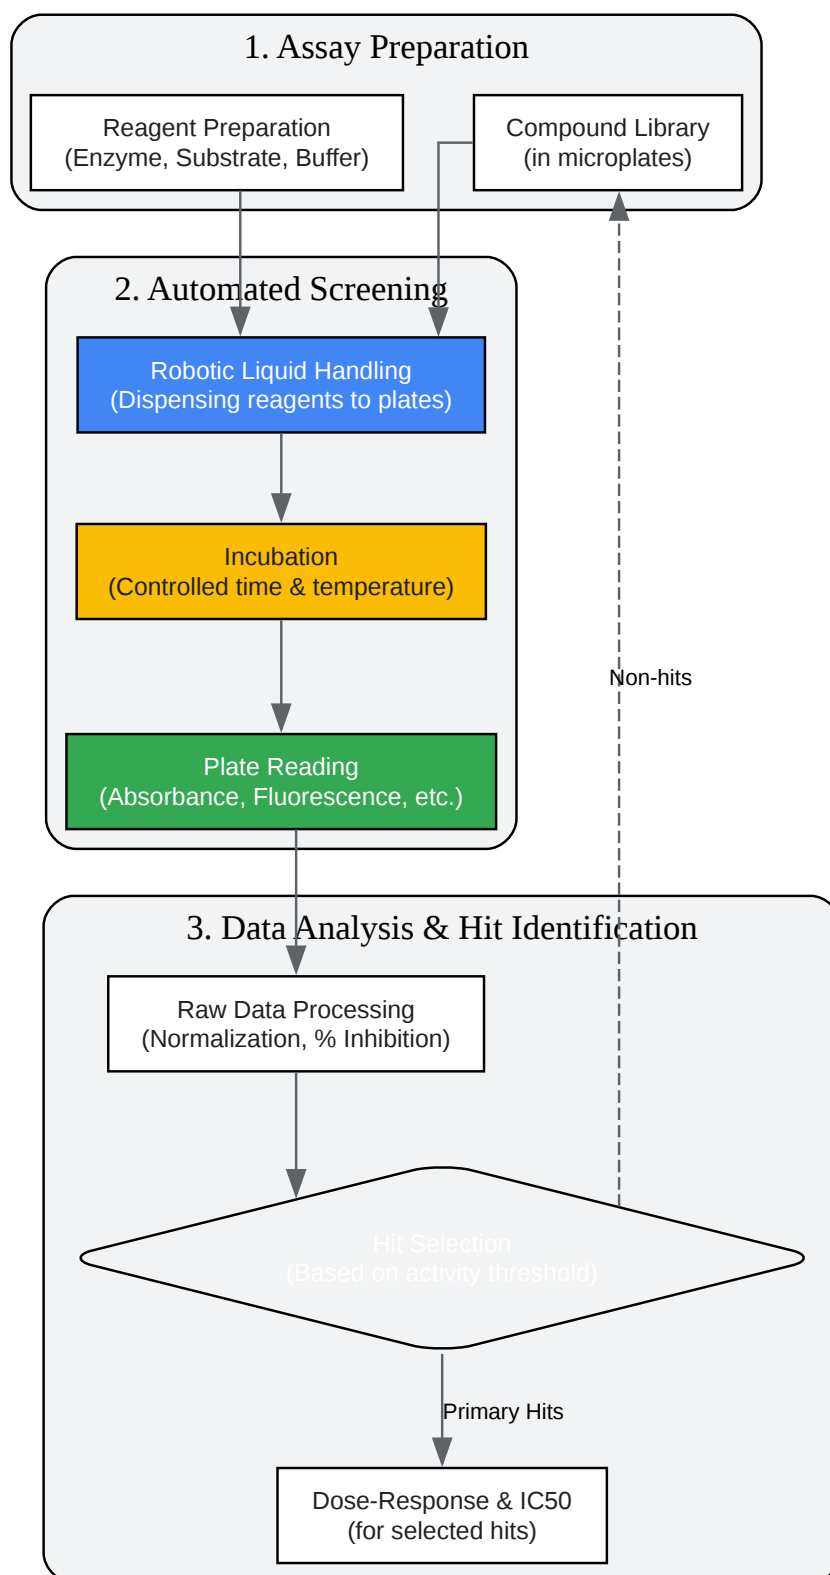 1. Assay Preparation
Reagent Preparation
(Enzyme, Substrate, Buffer)
Compound Library
(in microplates)
2. Automated Screening
Robotic Liquid Handling
(Dispensing reagents to plates)
Incubation
(Controlled time & temperature)
Non-hits
Plate Reading
(Absorbance, Fluorescence, etc.)
3. Data Analysis & Hit Identification
Raw Data Processing
(Normalization, % Inhibition)
Hit Selection
(Based on activity threshold)
Primary Hits
Dose-Response & IC50
(for selected hits)